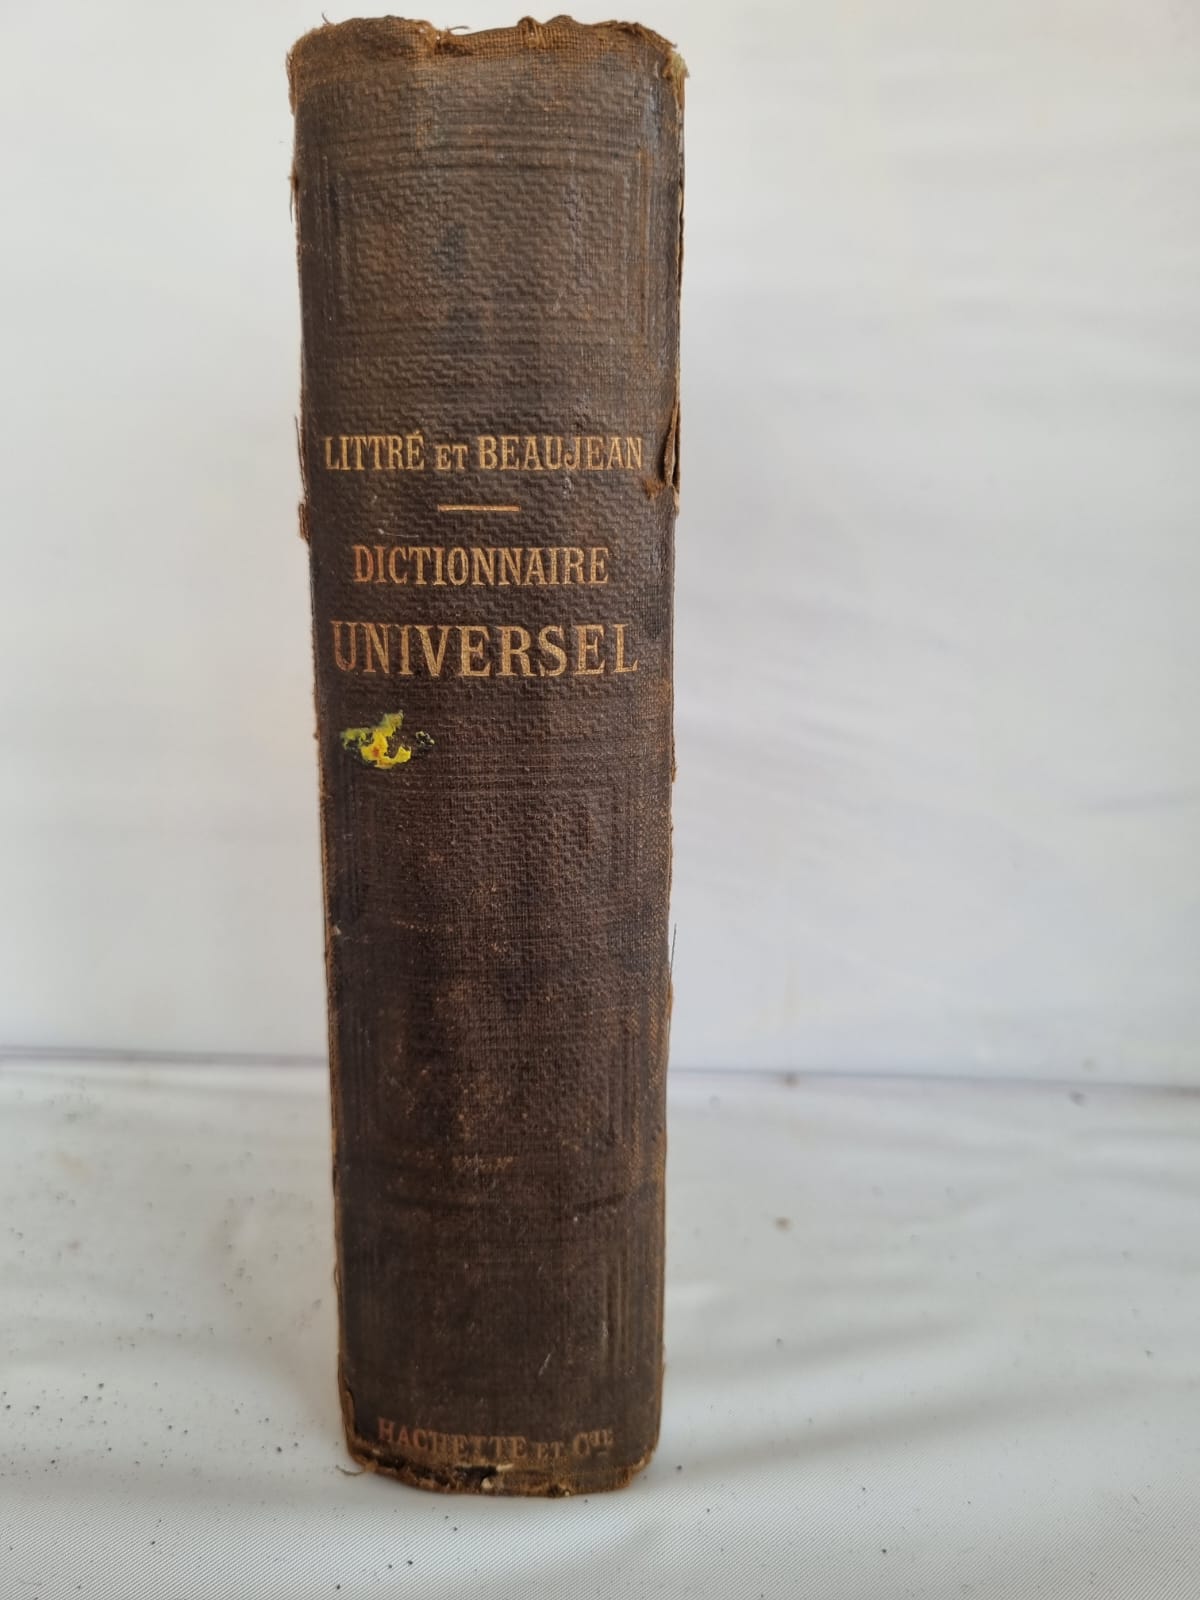 LITTRÉ ET BEAUJEAN
DICTIONNAIRE
UNIVERSEL
HACHETTE ET Cie